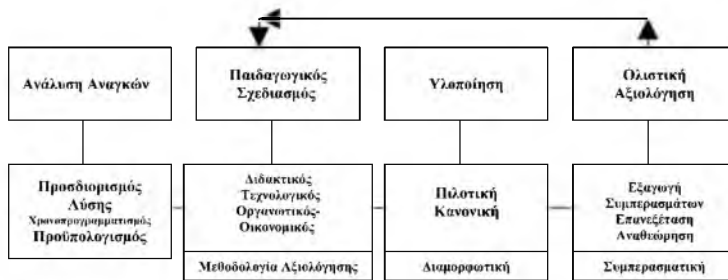 Ανάλυση Αναγκών
Παιδαγωγικός
Σχεδιασμός
Υλοποίηση
Ολιστική
Αξιολόγηση
Προσδιορισμός
Λύσης
Χρονοπρογραμματισμός
Προϋπολογισμός
Διδακτικός
Τεχνολογικός
Οργανωτικός-
Οικονομικός
Μεθοδολογία Αξιολόγησης
Πιλοτική
Κανονική
Διαμορφωτική
Εξαγωγή
Συμπερασμάτων
Επανεξέταση
Αναθεώρηση
Συμπερασματική